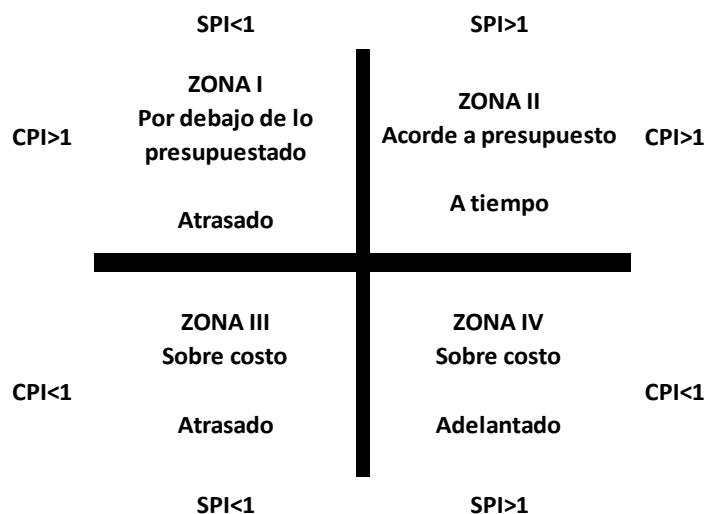 SPI<1
SPI>1
ZONA I
Por debajo de lo
presupuestado
Atrasado
CPI>1
ZONA II
Acorde a presupuesto
A tiempo
CPI>1
ZONA III
Sobre costo
Atrasado
CPI<1
ZONA IV
Sobre costo
Adelantado
CPI<1
SPI<1
SPI>1